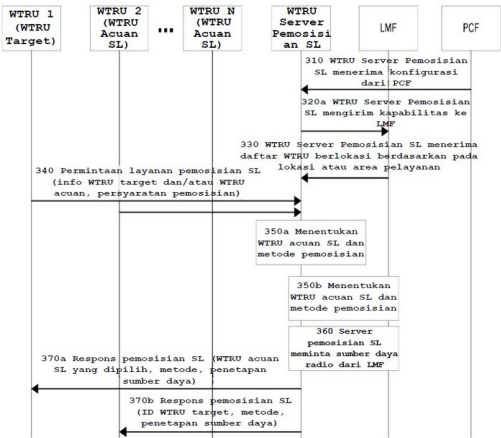 WTRU 1
(WTRU
Target)
WTRU 2
(WTRU
Acuan
SL)
...
WTRU N
(WTRU
Acuan
SL)
WTRU
Server
Pemosisi
an SL
LMF
PCF
310 WTRU Server Pemosisian
SL menerima konfigurasi
dari PCF
320a WTRU Server Pemosisian
SL mengirim kapabilitas ke
LMF
330 WTRU Server Pemosisian SL menerima
daftar WTRU berlokasi berdasarkan pada
lokasi atau area pelayanan
340 Permintaan layanan pemosisian SL
(info WTRU target dan/atau WTRU
acuan, persyaratan pemosisian)
350a Menentukan
WTRU acuan SL dan
metode pemosisian
350b Menentukan
WTRU acuan SL dan
metode pemosisian
360 Server
pemosisian SL
meminta sumber daya
radio dari LMF
370a Respons pemosisian SL (WTRU acuan
SL yang dipilih, metode, penetapan
sumber daya)
370b Respons pemosisian SL
(ID WTRU target, metode,
penetapan sumber daya)